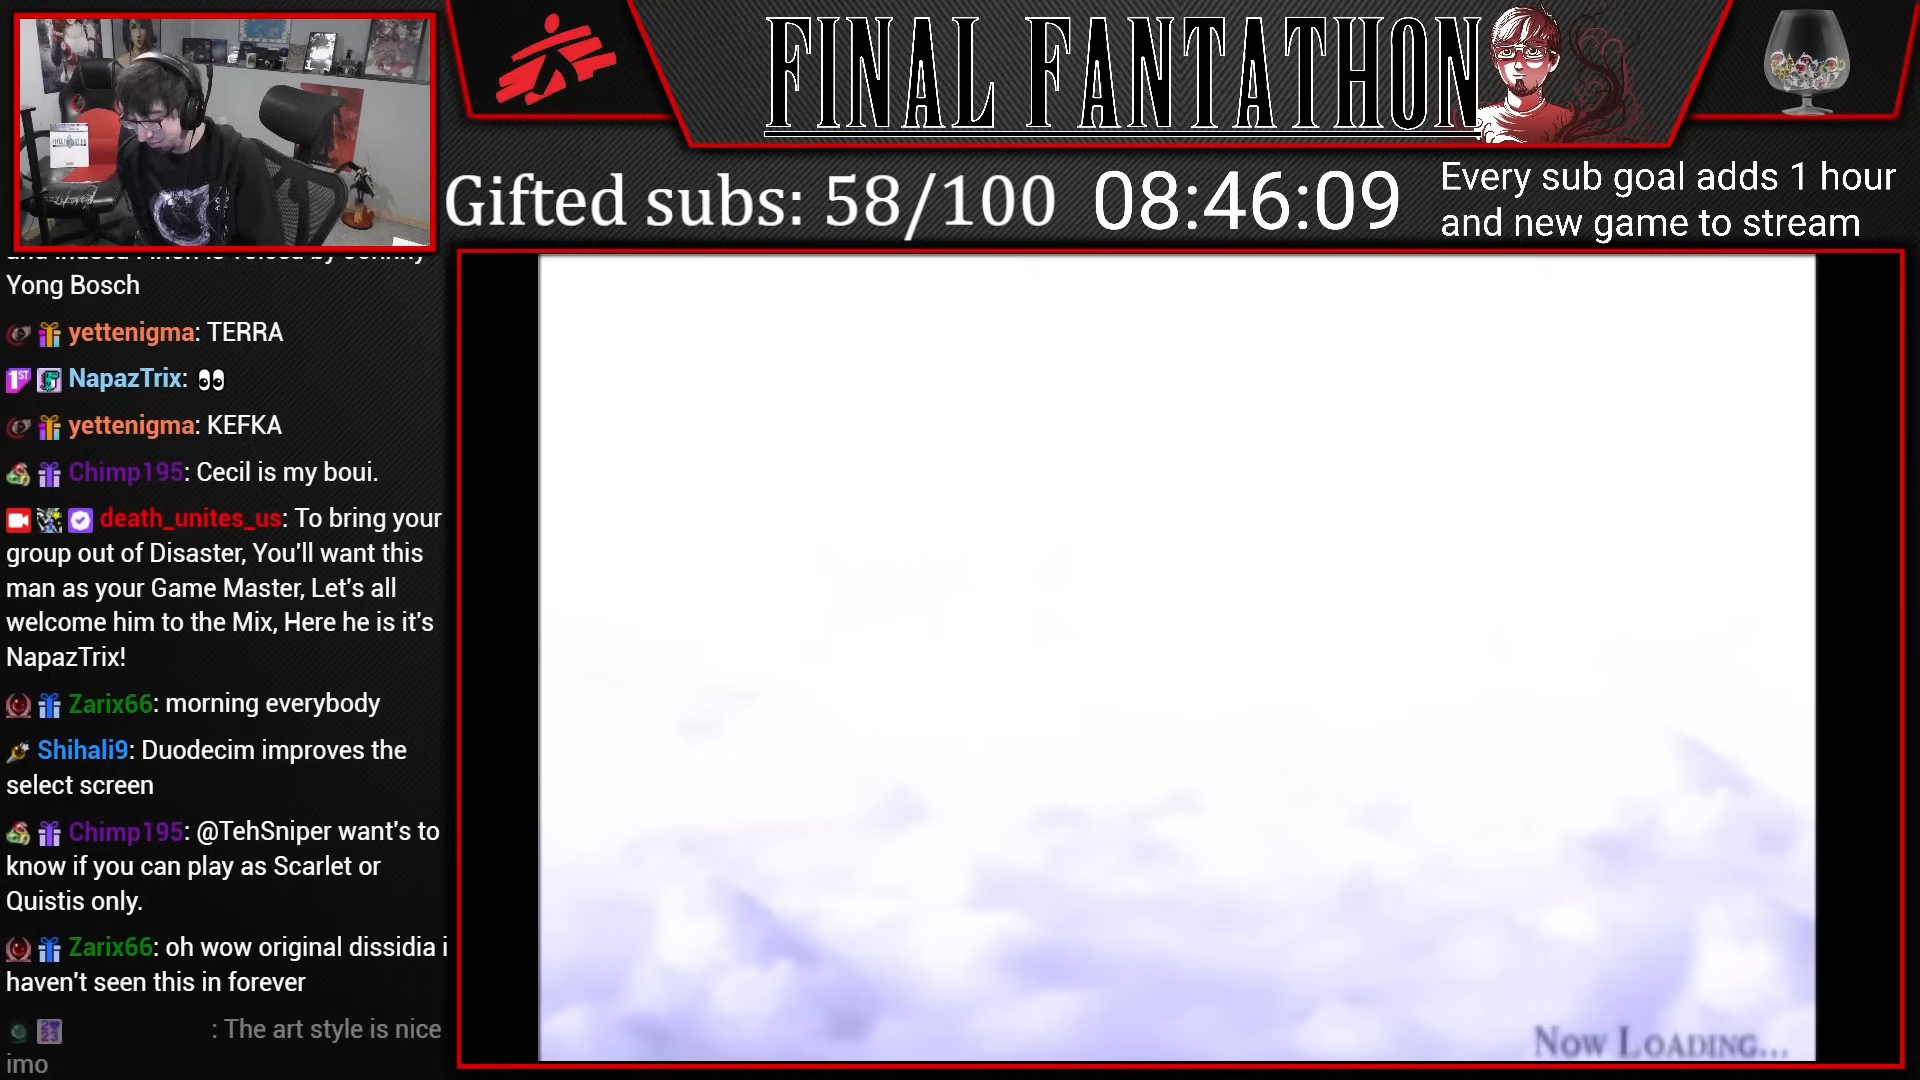 FINAL FANTATHON
Gifted subs: 58/100
08:46:09
Every sub goal adds 1 hour
and new game to stream
Yong Bosch
yettenigma: TERRA
NapazTrix: 👀
yettenigma: KEFKA
Chimp195: Cecil is my boui.
death_unites_us: To bring your
group out of Disaster, You'll want this
man as your Game Master, Let's all
welcome him to the Mix, Here he is it's
NapazTrix!
Zarix66: morning everybody
Shihali9: Duodecim improves the
select screen
Chimp195: @TehSniper want's to
know if you can play as Scarlet or
Quistis only.
Zarix66: oh wow original dissidia i
haven't seen this in forever
: The art style is nice
imo
Now Loading...